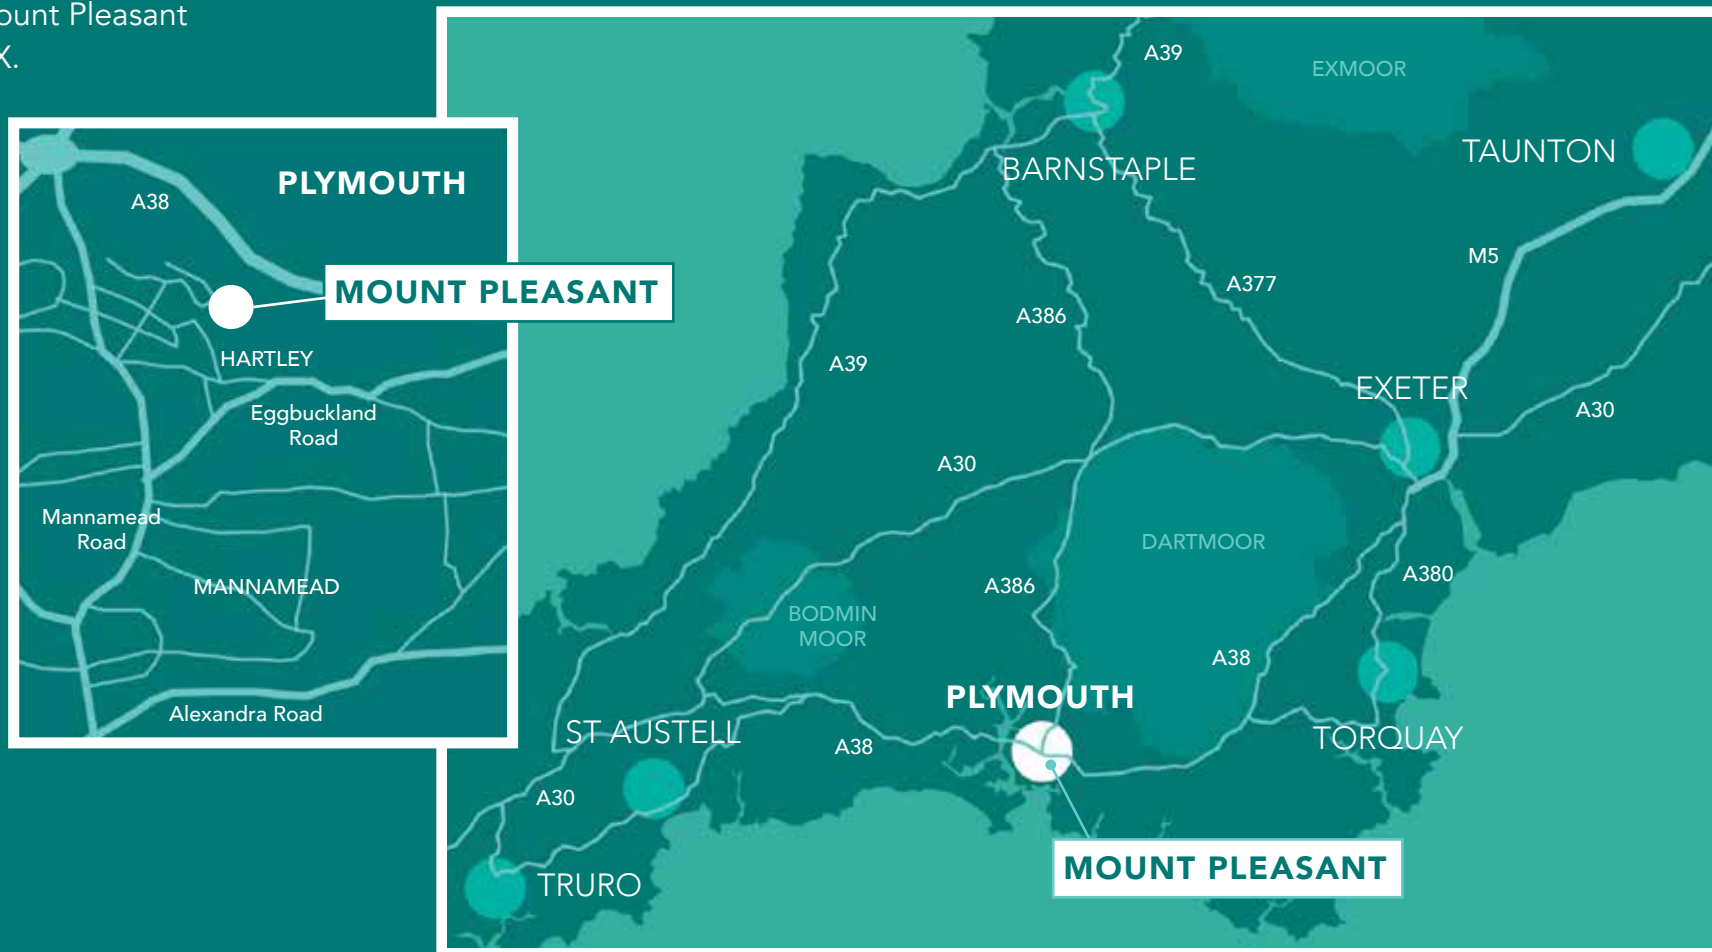 ount Pleasant
X.
PLYMOUTH
A38
MOUNT PLEASANT
HARTLEY
Eggbuckland
Road
Mannamead
Road
MANNAMEAD
Alexandra Road
A39
EXMOOR
TAUNTON
BARNSTAPLE
M5
A377
A386
A39
EXETER
A30
A30
DARTMOOR
A380
A386
BODMIN
MOOR
A38
PLYMOUTH
ST AUSTELL
TORQUAY
A38
A30
MOUNT PLEASANT
TRURO